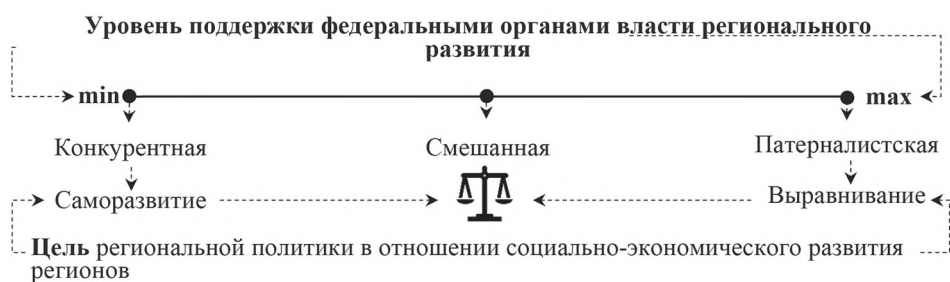 Уровень поддержки федеральными органами власти регионального
развития
min max
Конкурентная Смешанная Патерналистская
Саморазвитие Выравнивание
Цель региональной политики в отношении социально-экономического развития
регионов